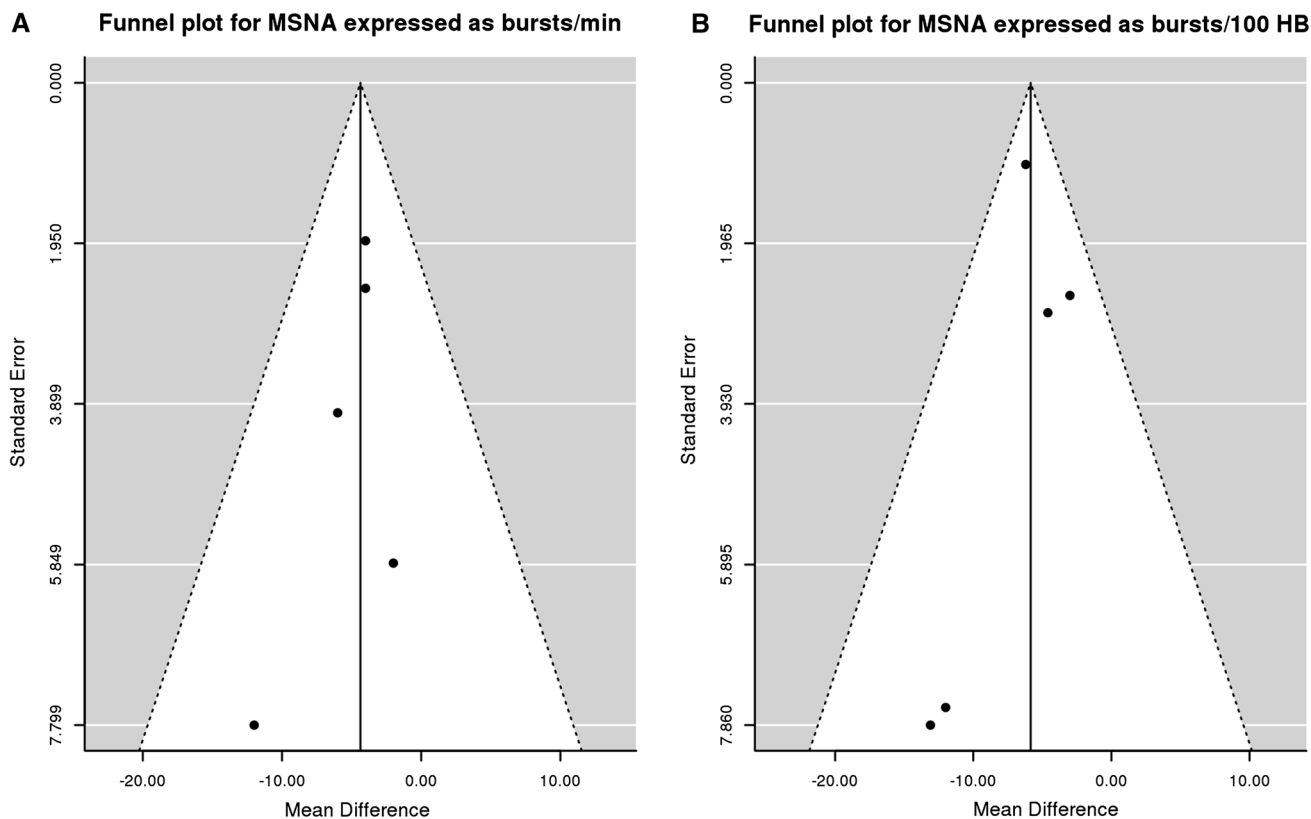 A
Funnel plot for MSNA expressed as bursts/min
Standard Error
0.000
1.950
3.899
5.849
7.799
-20.00 -10.00 0.00 10.00
Mean Difference
B
Funnel plot for MSNA expressed as bursts/100 HB
Standard Error
0.000
1.965
3.930
5.895
7.860
-20.00 -10.00 0.00 10.00
Mean Difference